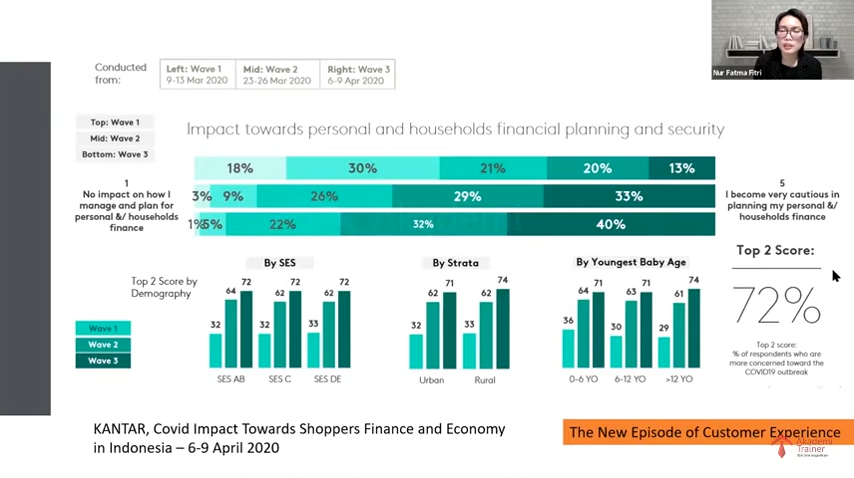 Nur Fatma Fitri
Conducted from:
Left: Wave 1
9-13 Mar 2020
Mid: Wave 2
23-26 Mar 2020
Right: Wave 3
6-9 Apr 2020
Top: Wave 1
Mid: Wave 2
Bottom: Wave 3
Impact towards personal and households financial planning and security
18% 30% 21% 20% 13%
3% 9% 26% 29% 33%
1% 5% 22% 32% 40%
1
No impact on how I
manage and plan for
personal &/ households
finance
5
I become very cautious in
planning my personal &/
households finance
Top 2 Score:
72%
Top 2 score:
% of respondents who are
more concerned toward the
COVID19 outbreak
Top 2 Score by
Demography
Wave 1
Wave 2
Wave 3
By SES
32 64 72
32 62 72
33 62 72
SES AB SES C SES DE
By Strata
32 62 71
33 62 74
Urban Rural
By Youngest Baby Age
36 64 71
30 63 71
29 61 74
0-6 YO 6-12 YO >12 YO
KANTAR, Covid Impact Towards Shoppers Finance and Economy
in Indonesia – 6-9 April 2020
The New Episode of Customer Experience
Akademi
Trainer